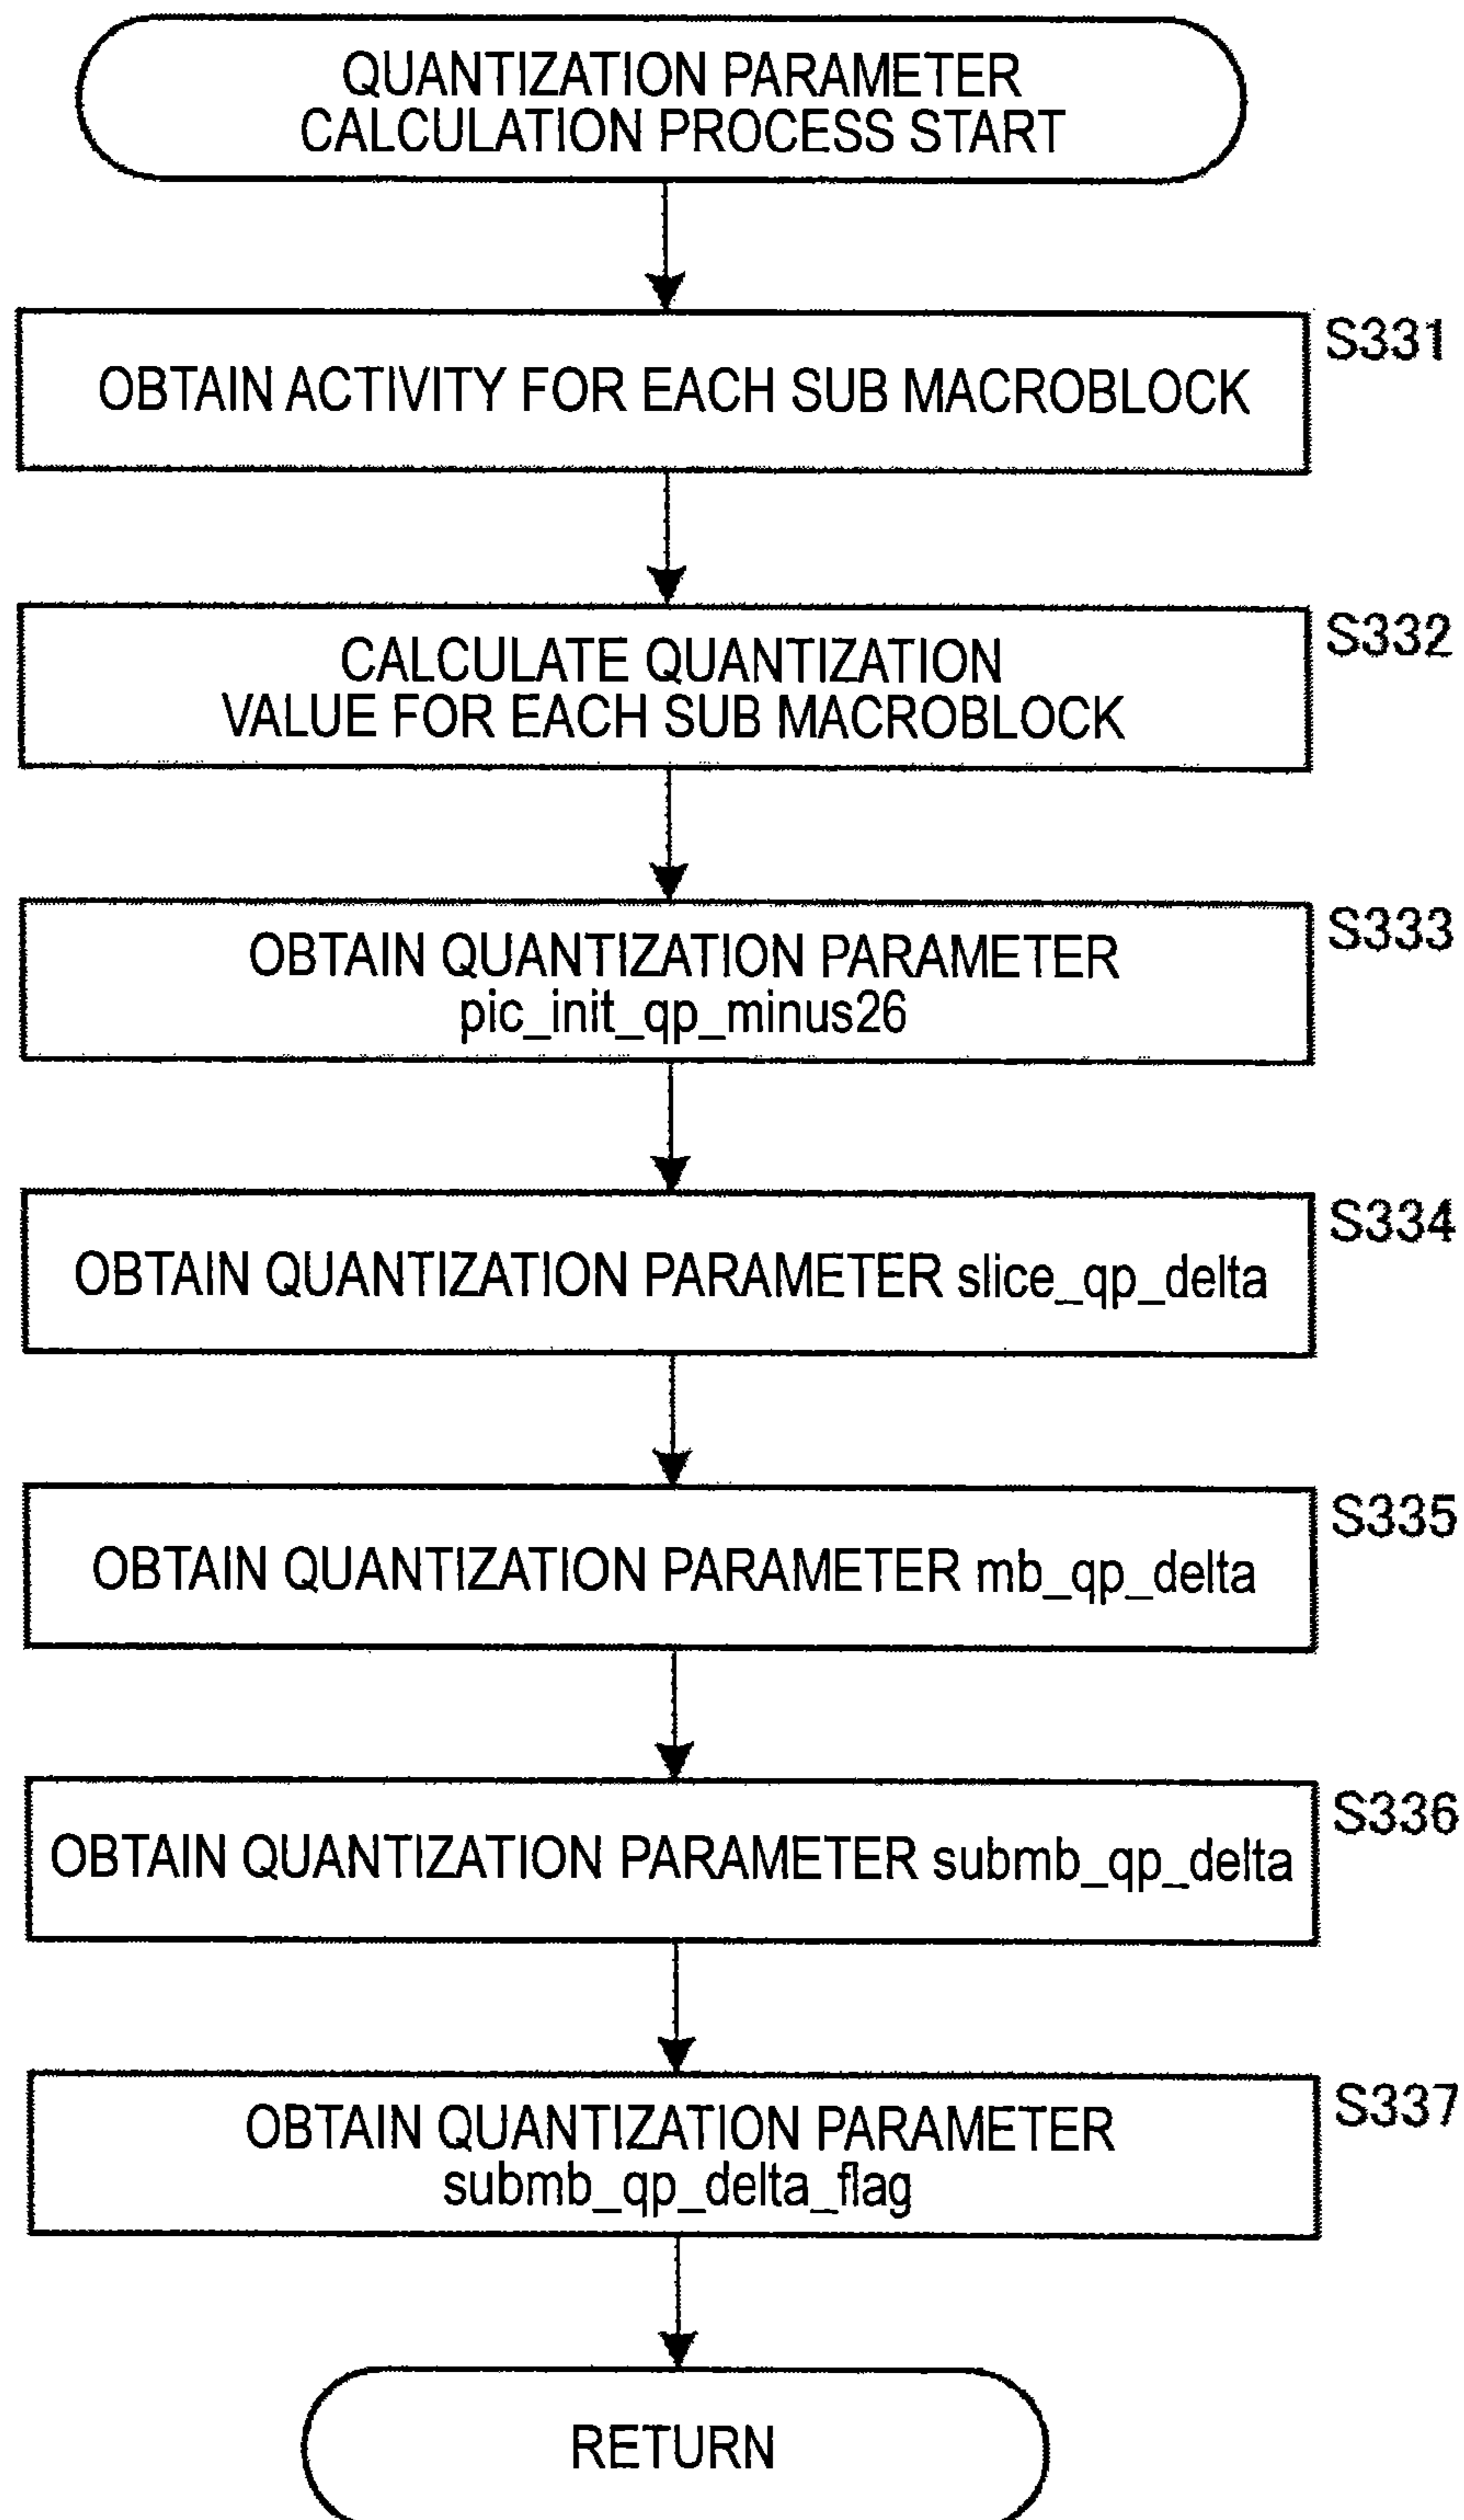 QUANTIZATION PARAMETER
CALCULATION PROCESS START
S331
OBTAIN ACTIVITY FOR EACH SUB MACROBLOCK
S332
CALCULATE QUANTIZATION
VALUE FOR EACH SUB MACROBLOCK
S333
OBTAIN QUANTIZATION PARAMETER
pic_init_qp_minus26
S334
OBTAIN QUANTIZATION PARAMETER slice_qp_delta
S335
OBTAIN QUANTIZATION PARAMETER mb_qp_delta
S336
OBTAIN QUANTIZATION PARAMETER submb_qp_delta
S337
OBTAIN QUANTIZATION PARAMETER
submb_qp_delta_flag
RETURN